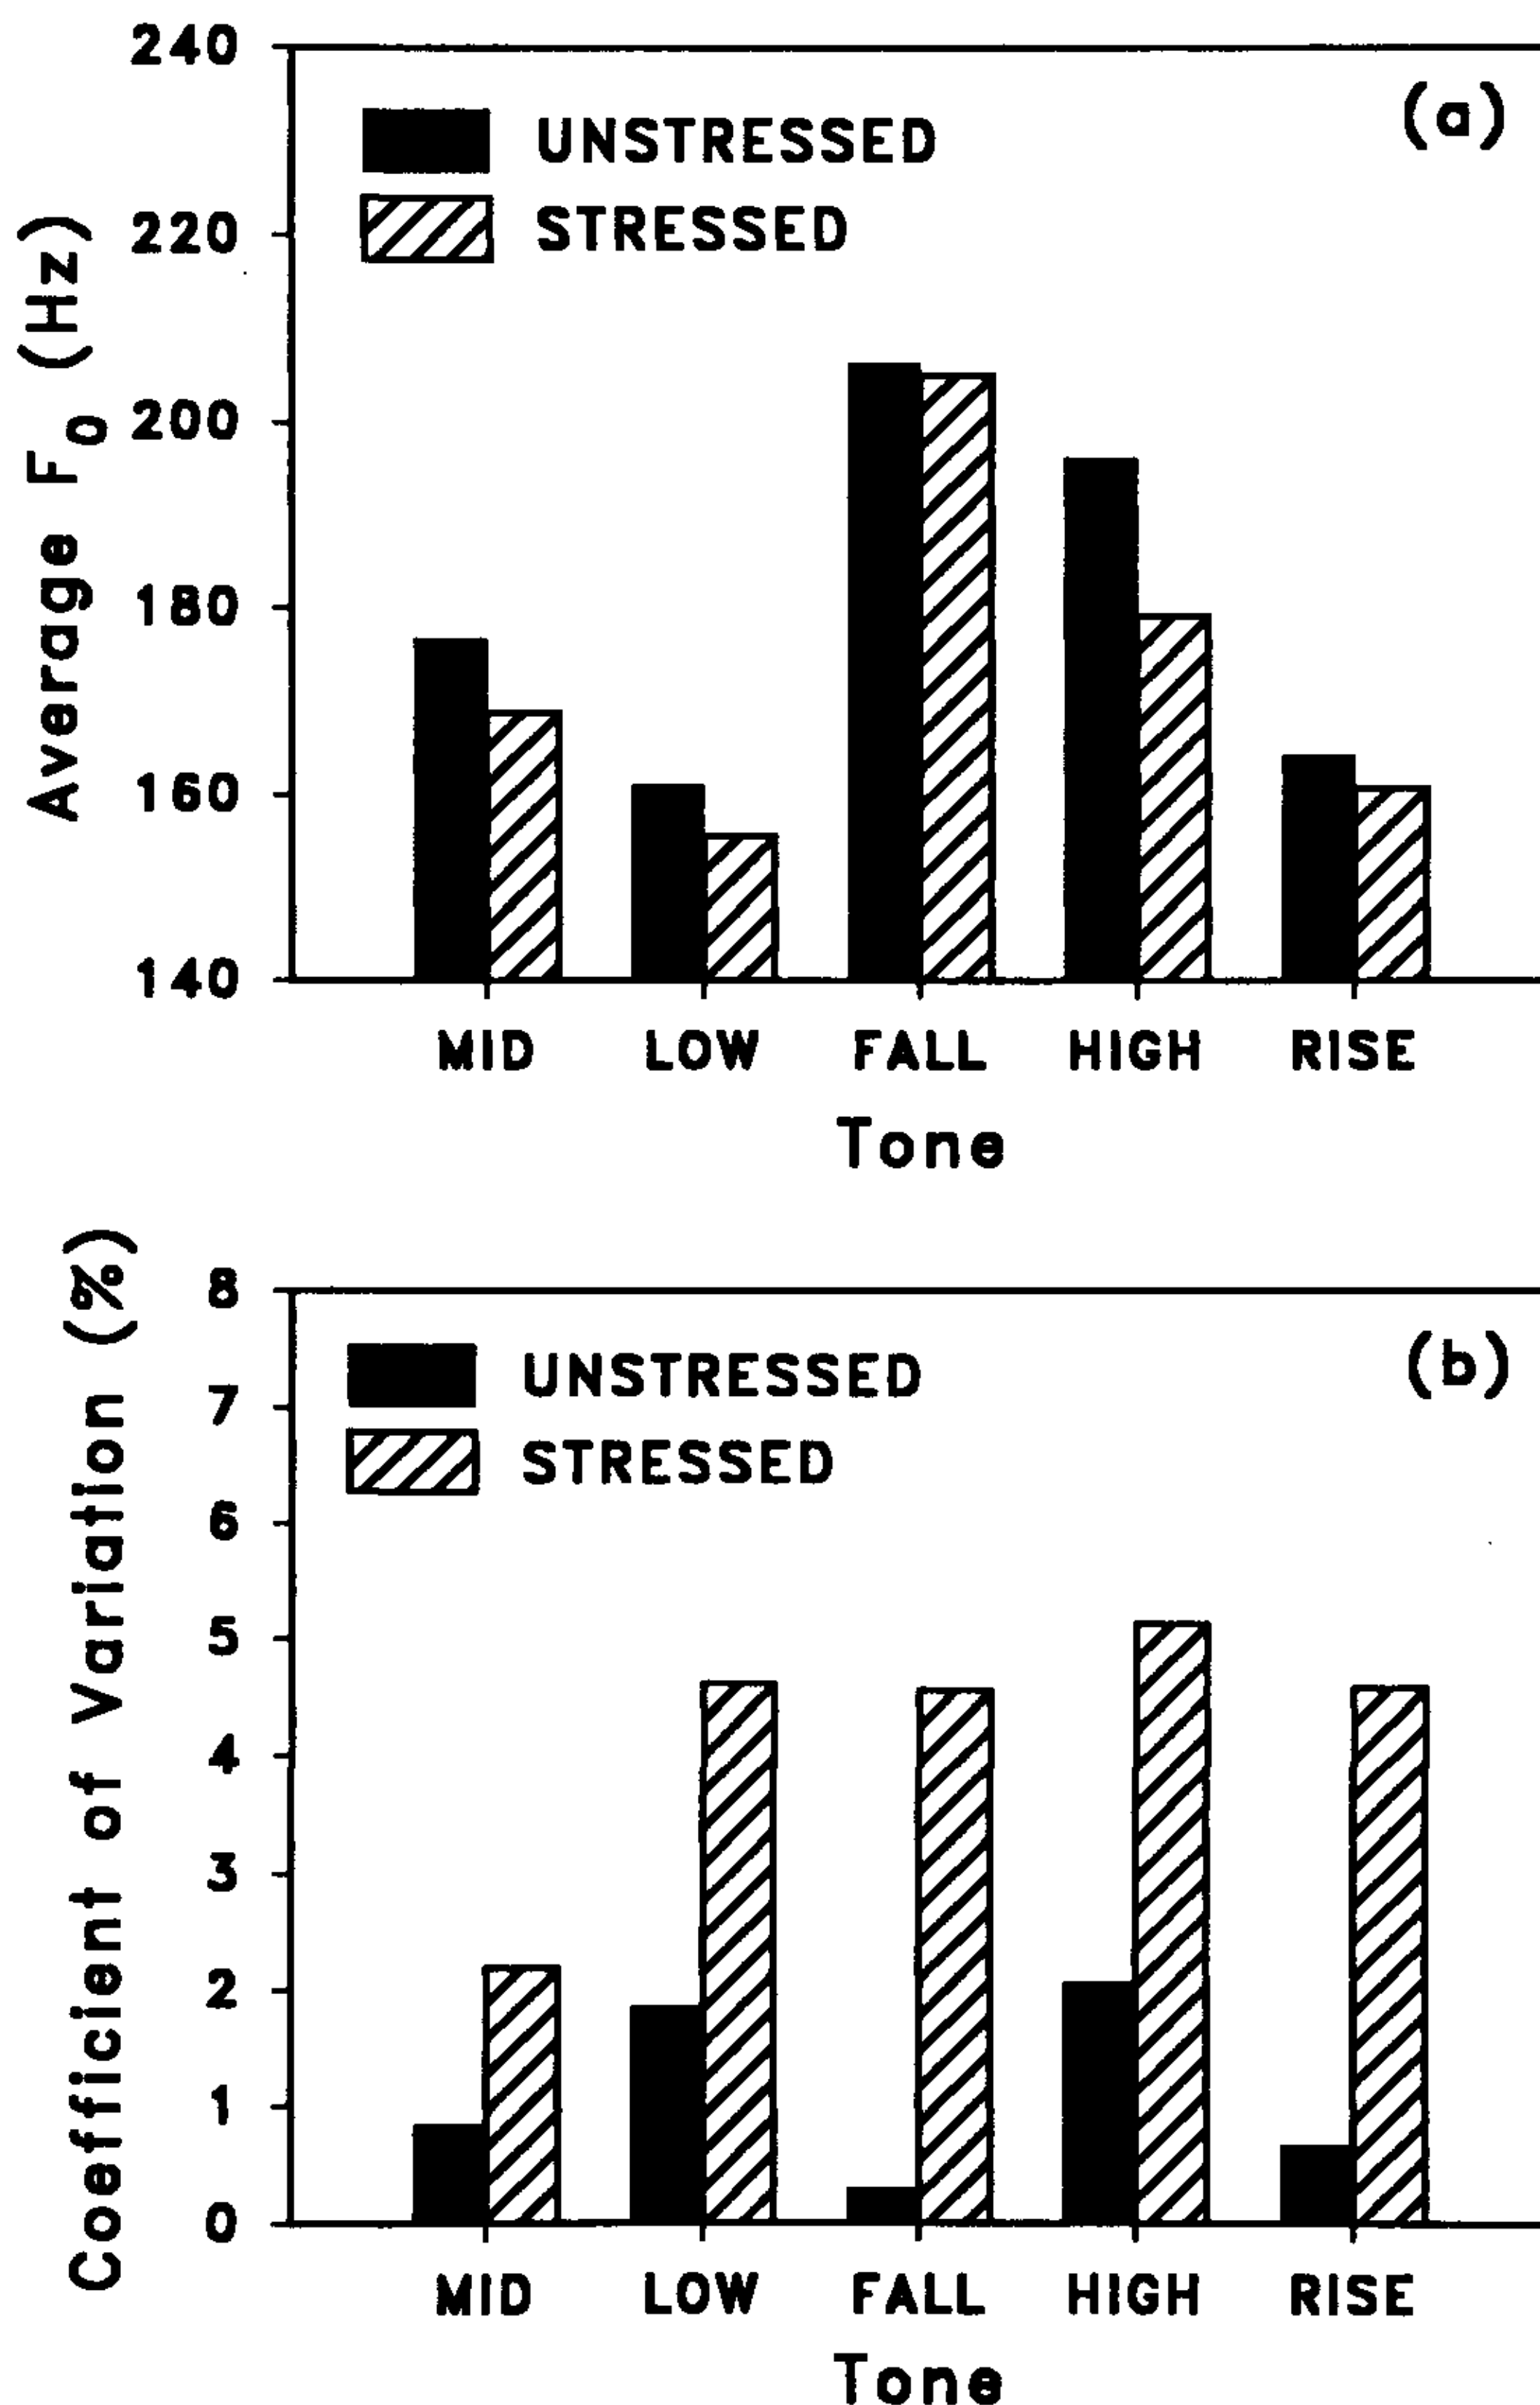 240
(a)
UNSTRESSED
STRESSED
220
200
180
160
140
Average F0 (Hz)
MID LOW FALL HIGH RISE
Tone
8
(b)
UNSTRESSED
STRESSED
7
6
5
4
3
2
1
0
Coefficient of Variation (%)
MID LOW FALL HIGH RISE
Tone